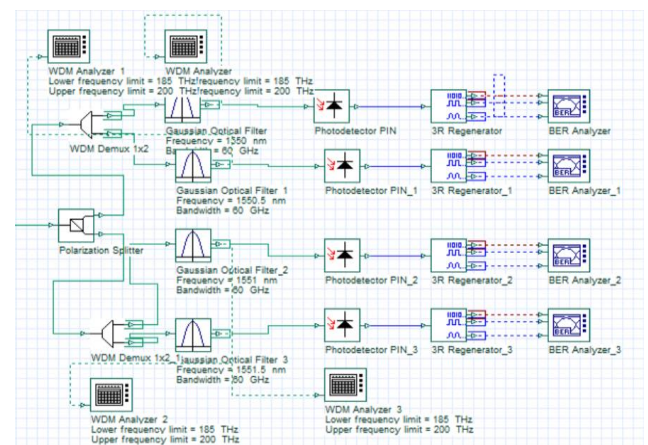 WDM Analyzer 1
Lower frequency limit = 185 THz
Upper frequency limit = 200 THz
WDM Analyzer
frequency limit = 185 THz
frequency limit = 200 THz
WDM Demux 1x2
Gaussian Optical Filter
Frequency = 1350 nm
Bandwidth = 60 GHz
Photodetector PIN
3R Regenerator
BER Analyzer
Gaussian Optical Filter 1
Frequency = 1550.5 nm
Bandwidth = 60 GHz
Photodetector PIN_1
3R Regenerator_1
BER Analyzer_1
Polarization Splitter
Gaussian Optical Filter_2
Frequency = 1551 nm
Bandwidth = 60 GHz
Photodetector PIN_2
3R Regenerator_2
BER Analyzer_2
WDM Demux 1x2_1
Gaussian Optical Filter 3
Frequency = 1551.5 nm
Bandwidth = 60 GHz
Photodetector PIN_3
3R Regenerator_3
BER Analyzer_3
WDM Analyzer 2
Lower frequency limit = 185 THz
Upper frequency limit = 200 THz
WDM Analyzer 3
Lower frequency limit = 185 THz
Upper frequency limit = 200 THz